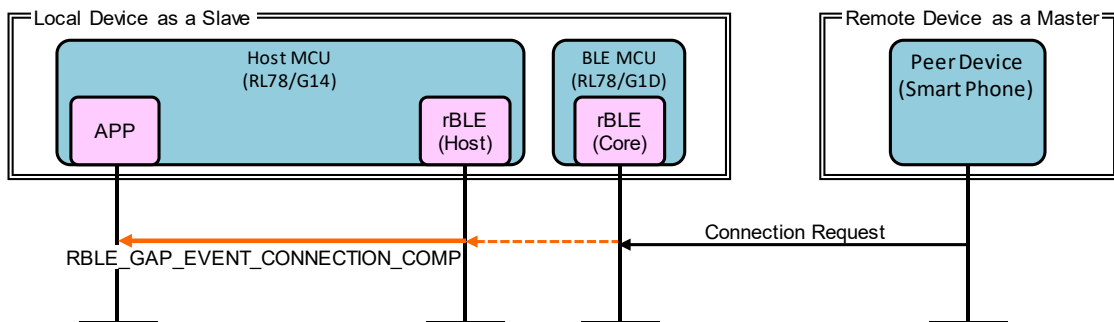 Local Device as a Slave
Remote Device as a Master
Host MCU
(RL78/G14)
BLE MCU
(RL78/G1D)
Peer Device
(Smart Phone)
APP
rBLE
(Host)
rBLE
(Core)
Connection Request
RBLE_GAP_EVENT_CONNECTION_COMP